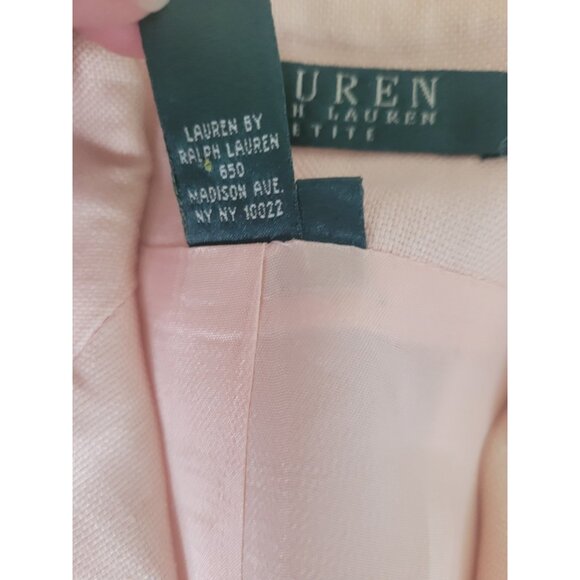 UREN
H LAUREN
ETITE
LAUREN BY
RALPH LAUREN
650
MADISON AVE.
NY NY 10022